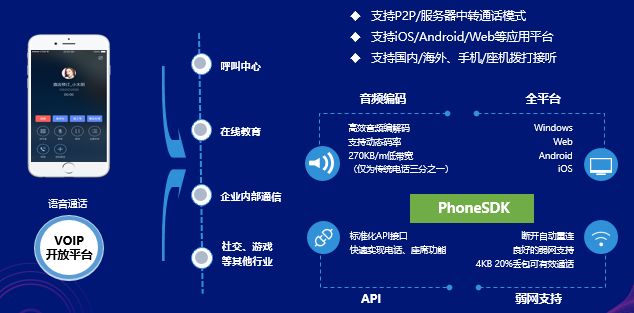 支持P2P/服务器中转通话模式
支持iOS/Android/Web等应用平台
支持国内/海外、手机/座机拨打接听
呼叫中心
在线教育
企业内部通信
社交、游戏
等其他行业
语音通话
VOIP
开放平台
音频编码
高效音频编解码
支持动态码率
270KB/m低带宽
（仅为传统电话三分之一）
全平台
Windows
Web
Android
iOS
PhoneSDK
标准化API接口
快速实现电话、座席功能
API
断开自动重连
良好的弱网支持
4KB 20%丢包可有效通话
弱网支持